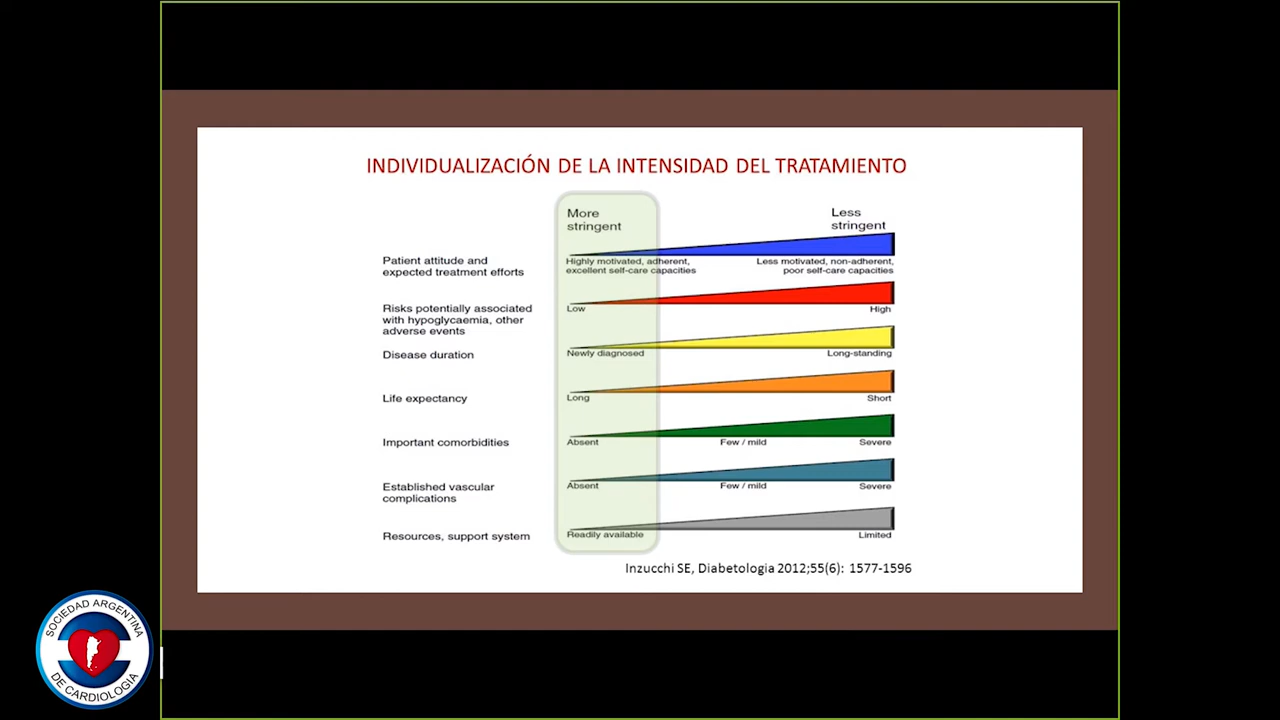 INDIVIDUALIZACIÓN DE LA INTENSIDAD DEL TRATAMIENTO
More
stringent
Less
stringent
Patient attitude and
expected treatment efforts
Highly motivated, adherent,
excellent self-care capacities
Less motivated, non-adherent,
poor self-care capacities
Risks potentially associated
with hypoglycaemia, other
adverse events
Low
High
Disease duration
Newly diagnosed
Long-standing
Life expectancy
Long
Short
Important comorbidities
Absent
Few / mild
Severe
Established vascular
complications
Absent
Few / mild
Severe
Resources, support system
Readily available
Limited
Inzucchi SE, Diabetologia 2012;55(6): 1577-1596
SOCIEDAD ARGENTINA
DE CARDIOLOGIA